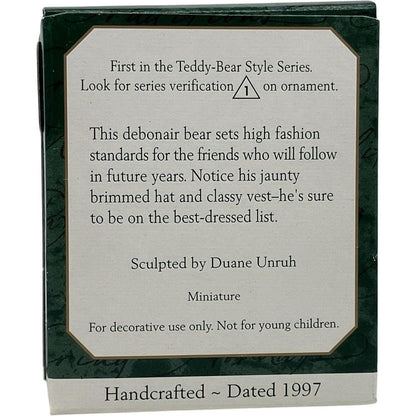 First in the Teddy-Bear Style Series.
Look for series verification 1 on ornament.
This debonair bear sets high fashion
standards for the friends who will follow
in future years. Notice his jaunty
brimmed hat and classy vest–he's sure
to be on the best-dressed list.
Sculpted by Duane Unruh
Miniature
For decorative use only. Not for young children.
Handcrafted ~ Dated 1997